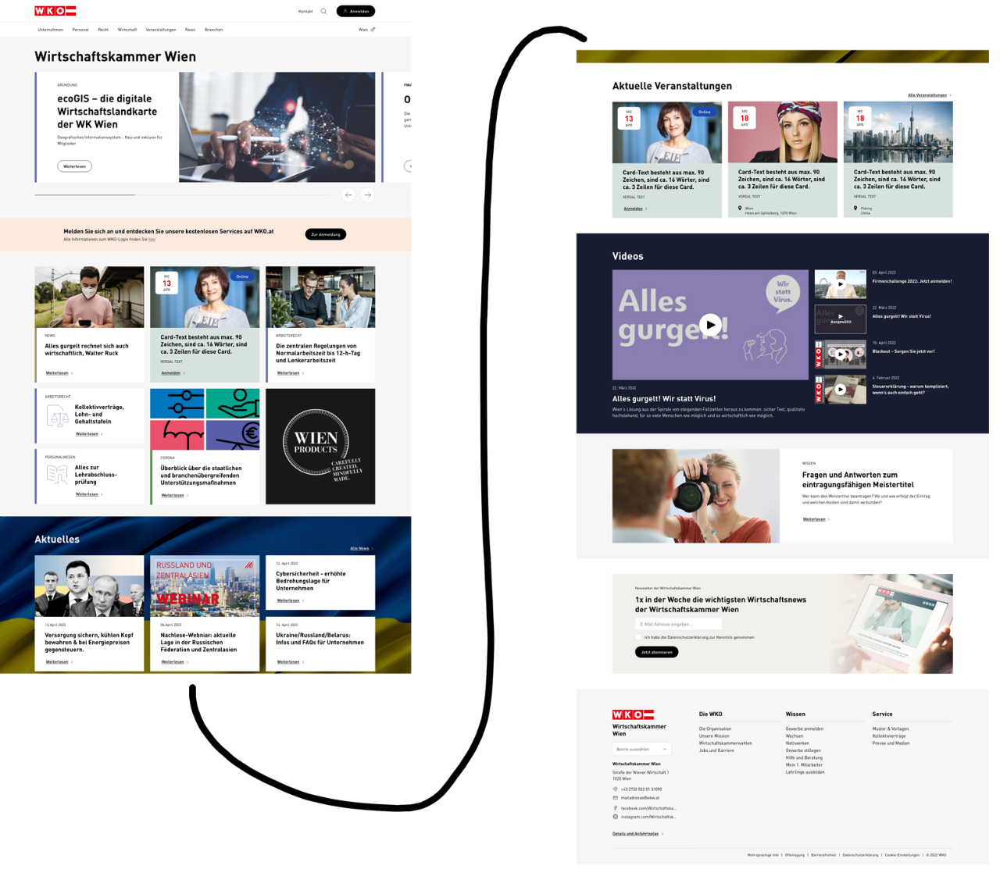 WKO
Kontakt
Anmelden
Unternehmen Personal Recht Wirtschaft Veranstaltungen News Branchen
Wien
Wirtschaftskammer Wien
GRÜNDUNG
ecoGIS – die digitale
Wirtschaftslandkarte
der WK Wien
Geografisches Informationssystem - Neu und exklusiv für
Mitglieder
Weiterlesen
Melden Sie sich an und entdecken Sie unsere kostenlosen Services auf WKO.at
Alle Informationen zum WKO-Login finden Sie hier
Zur Anmeldung
NEWS
Alles gurgelt rechnet sich auch
wirtschaftlich, Walter Ruck
Weiterlesen
MO
13
APR
Online
Card-Text besteht aus max. 90
Zeichen, sind ca. 16 Wörter, sind
ca. 3 Zeilen für diese Card.
VERSAL TEXT
Anmelden
ARBEITSRECHT
Die zentralen Regelungen von
Normalarbeitszeit bis 12-h-Tag
und Lenkerarbeitszeit
Weiterlesen
ARBEITSRECHT
Kollektivverträge,
Lohn- und
Gehaltstafeln
Weiterlesen
PERSONALWESEN
Alles zur
Lehrabschluss-
prüfung
Weiterlesen
CORONA
Überblick über die staatlichen
und branchenübergreifenden
Unterstützungsmaßnahmen
Weiterlesen
WIEN
PRODUCTS
CAREFULLY
CREATED.
MINDFULLY
MADE.
Aktuelles
Alle News
13.April 2022
Versorgung sichern, kühlen Kopf
bewahren & bei Energiepreisen
gegensteuern.
Weiterlesen
RUSSLAND UND
ZENTRALASIEN
WEBINAR
06.April 2022
Nachlese-Webniar: aktuelle
Lage in der Russischen
Föderation und Zentralasien
Weiterlesen
12. April 2022
Cybersicherheit - erhöhte
Bedrohungslage für
Unternehmen
Weiterlesen
14. April 2022
Ukraine/Russland/Belarus:
Infos und FAQs für Unternehmen
Weiterlesen
Aktuelle Veranstaltungen
Alle Veranstaltungen
MO
13
APR
Online
Card-Text besteht aus max. 90
Zeichen, sind ca. 16 Wörter, sind
ca. 3 Zeilen für diese Card.
VERSAL TEXT
Anmelden
MO
18
APR
Card-Text besteht aus max. 90
Zeichen, sind ca. 16 Wörter, sind
ca. 3 Zeilen für diese Card.
VERSAL TEXT
Wien
Hotel am Spittelberg, 1070 Wien
MO
18
APR
Card-Text besteht aus max. 90
Zeichen, sind ca. 16 Wörter, sind
ca. 3 Zeilen für diese Card.
VERSAL TEXT
Peking
China
Videos
Alles
gurgelt!
Wir
statt
Virus.
22. März 2022
Alles gurgelt! Wir statt Virus!
Wien's Lösung aus der Spirale von steigenden Fallzahlen heraus zu kommen: sicher Test, qualitativ
hochstehend, für so viele Menschen wie möglich und so wirtschaftlich wie möglich.
03. April 2022
Firmenchallenge 2022: Jetzt anmelden!
Ausgewählt
22. März 2022
Alles gurgelt! Wir statt Virus!
WKO
10. April 2022
Blackout – Sorgen Sie jetzt vor!
WKO
4. Februar 2022
Steuererklärung - warum kompliziert,
wenn's auch einfach geht?
WISSEN
Fragen und Antworten zum
eintragungsfähigen Meistertitel
Wer kann den Meistertitel beantragen? Wo und wie erfolgt der Eintrag
und welchen Kosten sind damit verbunden?
Weiterlesen
Newsletter der Wirtschaftskammer Wien
1x in der Woche die wichtigsten Wirtschaftsnews
der Wirtschaftskammer Wien
E-Mail Adresse eingeben ...
Ich habe die Datenschutzerklärung zur Kenntnis genommen
Jetzt abonnieren
WKO
Wirtschaftskammer
Wien
Bezirk auswählen
Wirtschaftskammer Wien
Straße der Wiener Wirtschaft 1
1020 Wien
+43 2732 832 01 31090
mailadresse@wkw.at
facebook.com/Wirtschaftska...
instagram.com/Wirtschaftsk...
Details und Anfahrtsplan
Die WKO
Die Organisation
Unsere Mission
Wirtschaftskammerwahlen
Jobs und Karriere
Wissen
Gewerbe anmelden
Wachsen
Netzwerken
Gewerbe stillegen
Hilfe und Beratung
Mein 1. Mitarbeiter
Lehrlinge ausbilden
Service
Muster & Vorlagen
Kollektivverträge
Presse und Medien
Mehrsprachige Info | Offenlegung | Barrierefreiheit | Datenschutzerklärung | Cookie-Einstellungen | © 2022 WKO